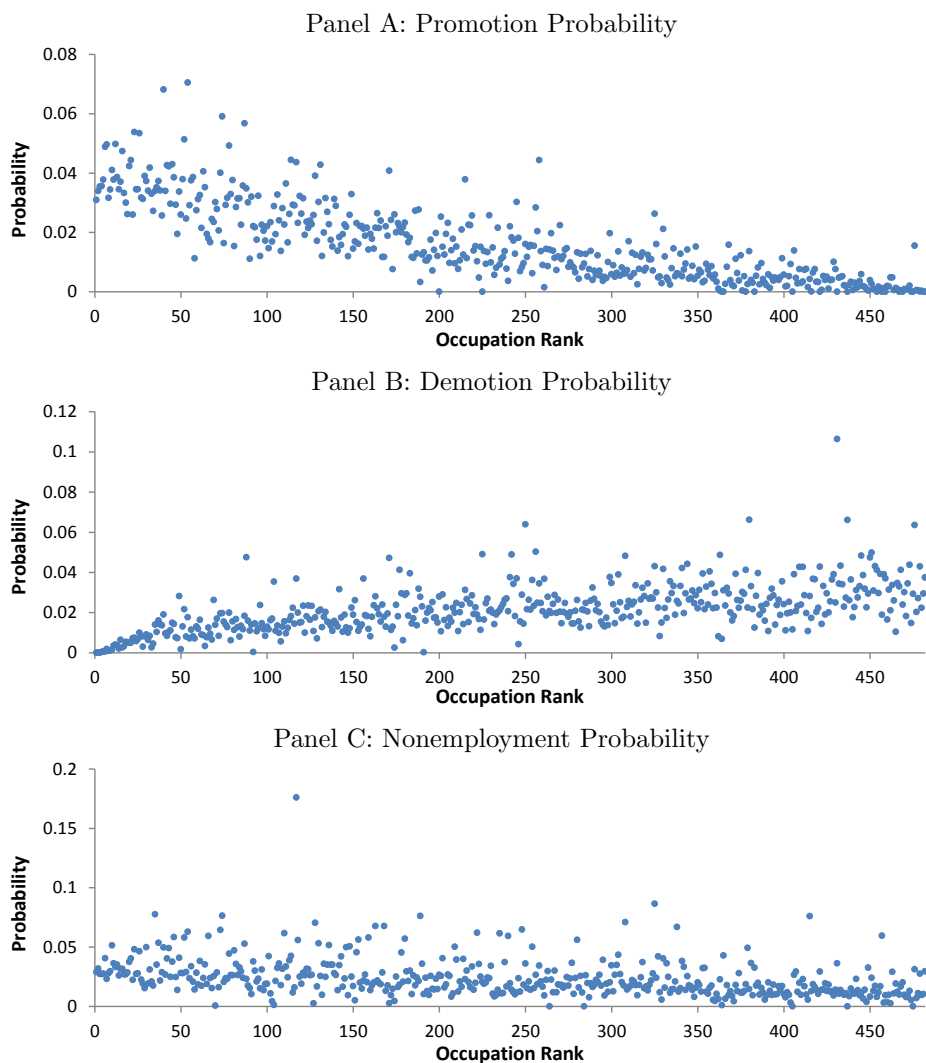 Panel A: Promotion Probability
0.08
0.06
0.04
0.02
0
Probability
0 50 100 150 200 250 300 350 400 450
Occupation Rank
Panel B: Demotion Probability
0.12
0.1
0.08
0.06
0.04
0.02
0
Probability
0 50 100 150 200 250 300 350 400 450
Occupation Rank
Panel C: Nonemployment Probability
0.2
0.15
0.1
0.05
0
Probability
0 50 100 150 200 250 300 350 400 450
Occupation Rank